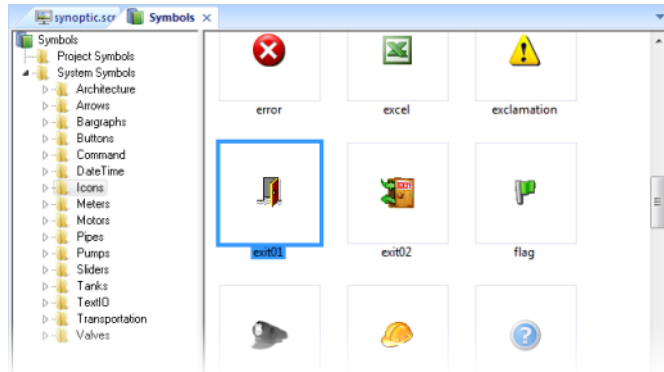 synoptic.scr
Symbols
Symbols
Project Symbols
System Symbols
Architecture
Arrows
Bargraphs
Buttons
Command
DateTime
Icons
Meters
Motors
Pipes
Pumps
Sliders
Tanks
TextIO
Transportation
Valves
error
excel
exclamation
exit01
EXIT
exit02
flag